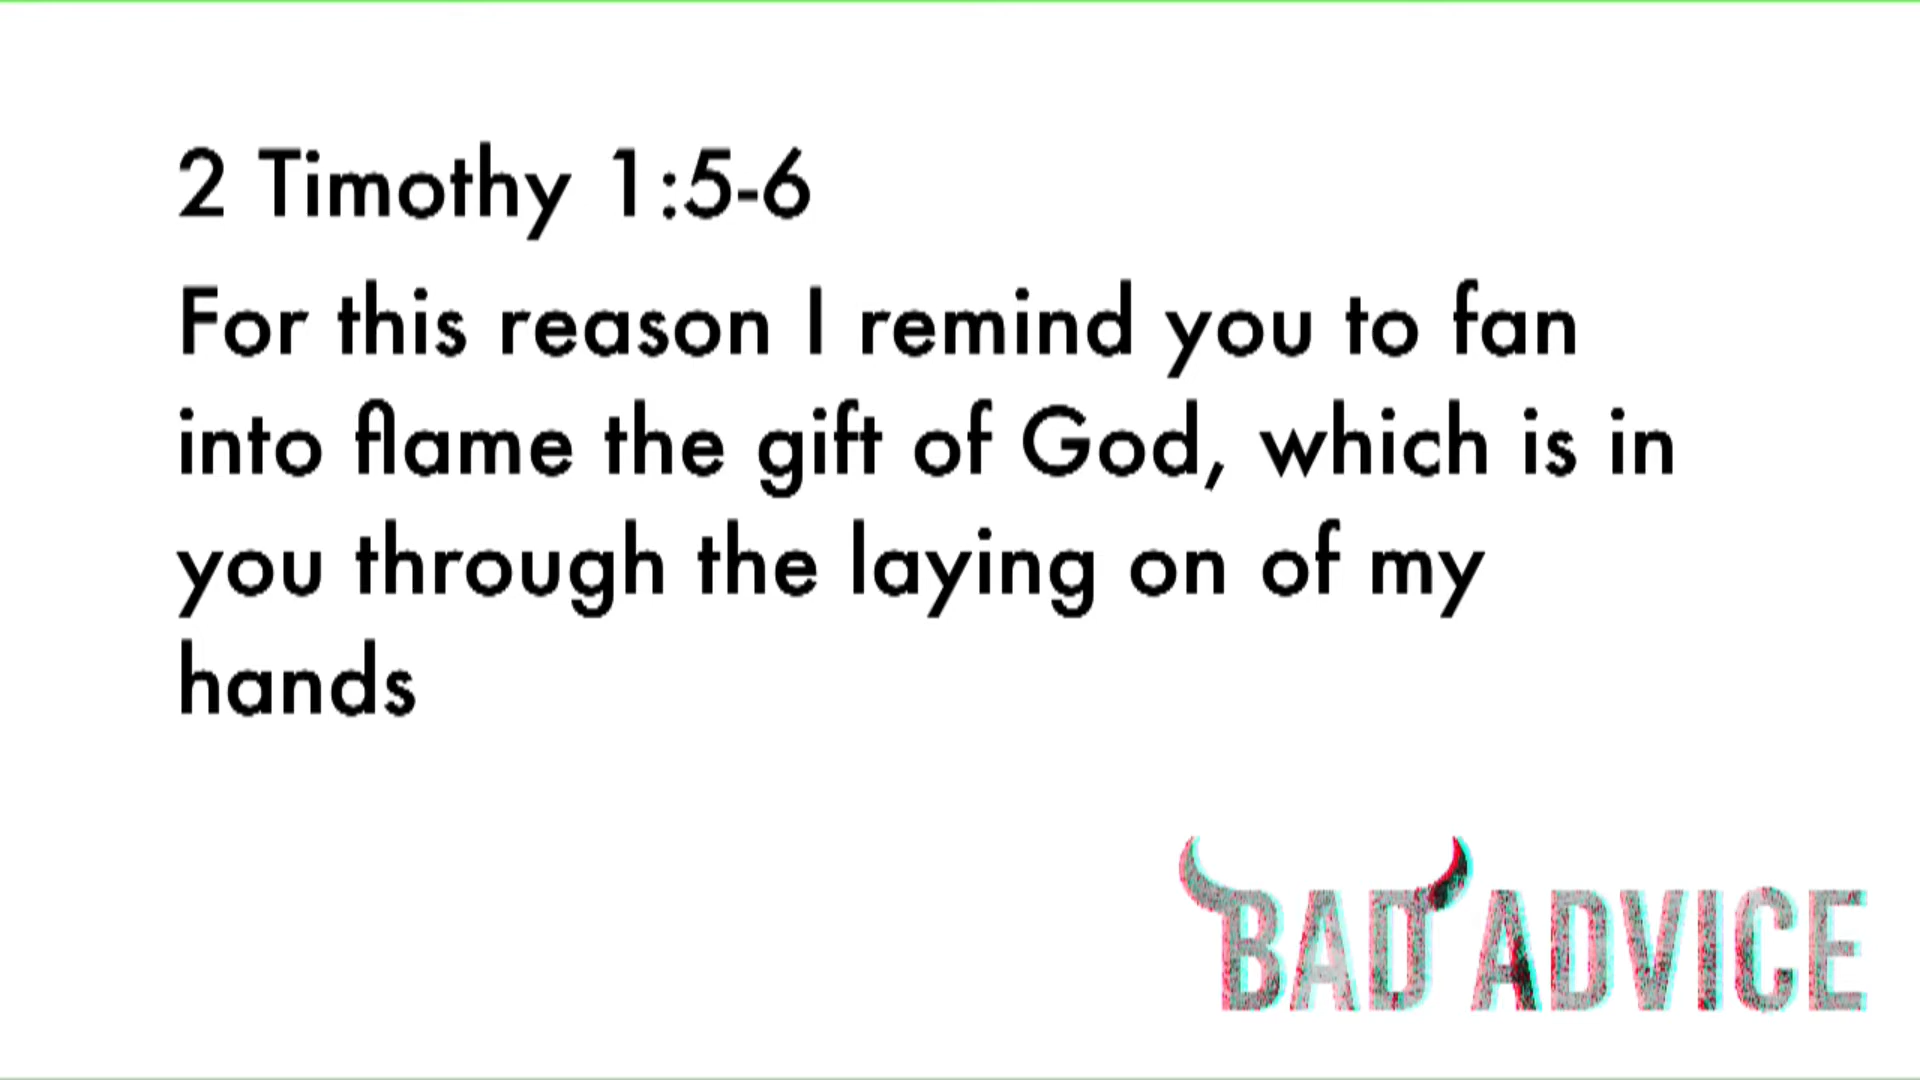 2 Timothy 1:5-6
For this reason I remind you to fan
into flame the gift of God, which is in
you through the laying on of my
hands
BAD ADVICE